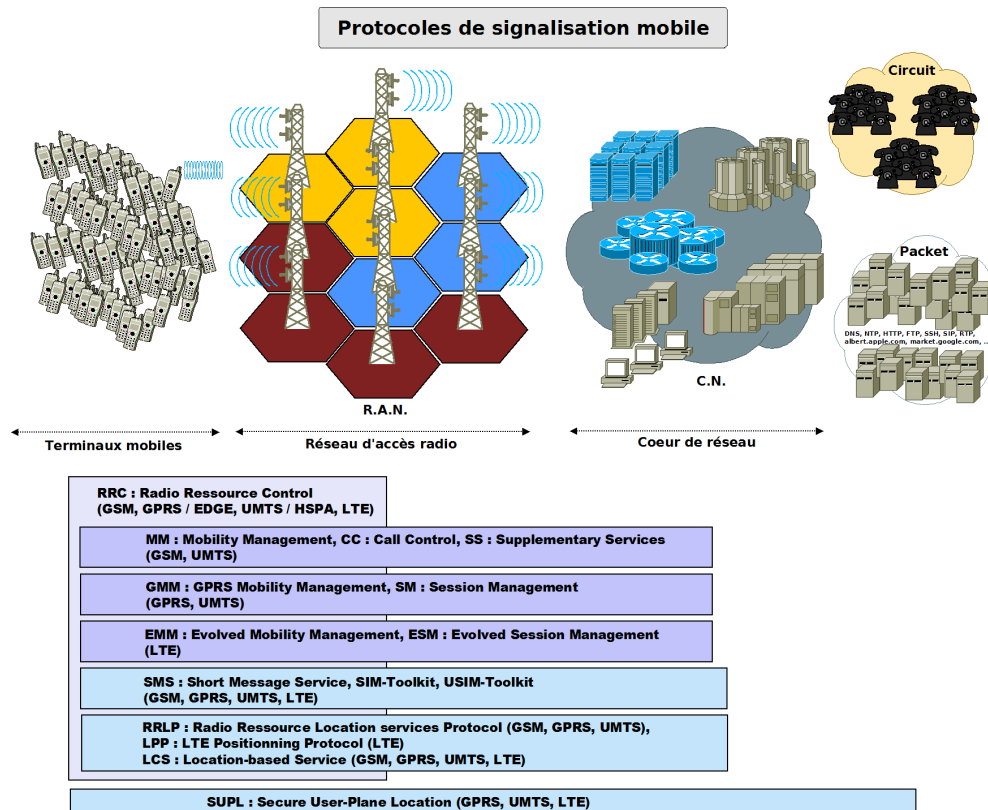 Protocoles de signalisation mobile
Circuit
Packet
DNS, NTP, HTTP, FTP, SSH, SIP, RTP,
albert.apple.com, market.google.com, ...
R.A.N.
C.N.
Terminaux mobiles
Réseau d'accès radio
Coeur de réseau
RRC : Radio Ressource Control
(GSM, GPRS / EDGE, UMTS / HSPA, LTE)
MM : Mobility Management, CC : Call Control, SS : Supplementary Services
(GSM, UMTS)
GMM : GPRS Mobility Management, SM : Session Management
(GPRS, UMTS)
EMM : Evolved Mobility Management, ESM : Evolved Session Management
(LTE)
SMS : Short Message Service, SIM-Toolkit, USIM-Toolkit
(GSM, GPRS, UMTS, LTE)
RRLP : Radio Ressource Location services Protocol (GSM, GPRS, UMTS),
LPP : LTE Positionning Protocol (LTE)
LCS : Location-based Service (GSM, GPRS, UMTS, LTE)
SUPL : Secure User-Plane Location (GPRS, UMTS, LTE)